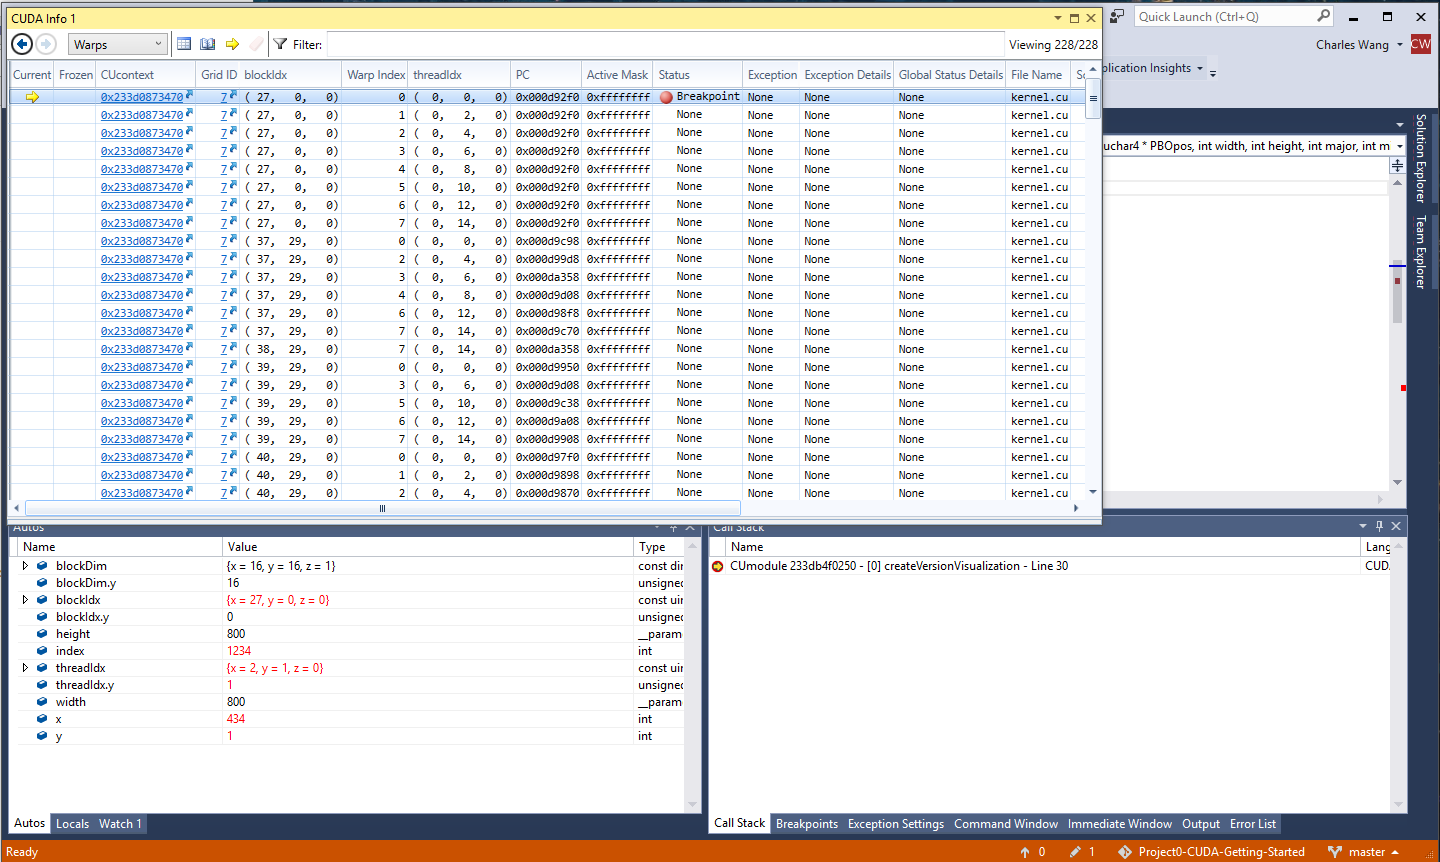 CUDA Info 1
Quick Launch (Ctrl+Q)
Warps Filter: Viewing 228/228
Charles Wang CW
plication Insights
Current Frozen CUcontext Grid ID blockIdx Warp Index threadIdx PC Active Mask Status Exception Exception Details Global Status Details File Name
0x233d0873470 7 ( 27, 0, 0) 0 ( 0, 0, 0) 0x000d92f0 0xffffffff Breakpoint None None None kernel.cu
0x233d0873470 7 ( 27, 0, 0) 1 ( 0, 2, 0) 0x000d92f0 0xffffffff None None None None kernel.cu
0x233d0873470 7 ( 27, 0, 0) 2 ( 0, 4, 0) 0x000d92f0 0xffffffff None None None None kernel.cu
0x233d0873470 7 ( 27, 0, 0) 3 ( 0, 6, 0) 0x000d92f0 0xffffffff None None None None kernel.cu
0x233d0873470 7 ( 27, 0, 0) 4 ( 0, 8, 0) 0x000d92f0 0xffffffff None None None None kernel.cu
0x233d0873470 7 ( 27, 0, 0) 5 ( 0, 10, 0) 0x000d92f0 0xffffffff None None None None kernel.cu
0x233d0873470 7 ( 27, 0, 0) 6 ( 0, 12, 0) 0x000d92f0 0xffffffff None None None None kernel.cu
0x233d0873470 7 ( 27, 0, 0) 7 ( 0, 14, 0) 0x000d92f0 0xffffffff None None None None kernel.cu
0x233d0873470 7 ( 37, 29, 0) 0 ( 0, 0, 0) 0x000d9c98 0xffffffff None None None None kernel.cu
0x233d0873470 7 ( 37, 29, 0) 2 ( 0, 4, 0) 0x000d99d8 0xffffffff None None None None kernel.cu
0x233d0873470 7 ( 37, 29, 0) 3 ( 0, 6, 0) 0x000da358 0xffffffff None None None None kernel.cu
0x233d0873470 7 ( 37, 29, 0) 4 ( 0, 8, 0) 0x000d9d08 0xffffffff None None None None kernel.cu
0x233d0873470 7 ( 37, 29, 0) 6 ( 0, 12, 0) 0x000d98f8 0xffffffff None None None None kernel.cu
0x233d0873470 7 ( 37, 29, 0) 7 ( 0, 14, 0) 0x000d9c70 0xffffffff None None None None kernel.cu
0x233d0873470 7 ( 38, 29, 0) 7 ( 0, 14, 0) 0x000da358 0xffffffff None None None None kernel.cu
0x233d0873470 7 ( 39, 29, 0) 0 ( 0, 0, 0) 0x000d9950 0xffffffff None None None None kernel.cu
0x233d0873470 7 ( 39, 29, 0) 3 ( 0, 6, 0) 0x000d9d08 0xffffffff None None None None kernel.cu
0x233d0873470 7 ( 39, 29, 0) 5 ( 0, 10, 0) 0x000d9c38 0xffffffff None None None None kernel.cu
0x233d0873470 7 ( 39, 29, 0) 6 ( 0, 12, 0) 0x000d9a08 0xffffffff None None None None kernel.cu
0x233d0873470 7 ( 39, 29, 0) 7 ( 0, 14, 0) 0x000d9908 0xffffffff None None None None kernel.cu
0x233d0873470 7 ( 40, 29, 0) 0 ( 0, 0, 0) 0x000d97f0 0xffffffff None None None None kernel.cu
0x233d0873470 7 ( 40, 29, 0) 1 ( 0, 2, 0) 0x000d9898 0xffffffff None None None None kernel.cu
0x233d0873470 7 ( 40, 29, 0) 2 ( 0, 4, 0) 0x000d9870 0xffffffff None None None None kernel.cu
uchar4 * PBOpos, int width, int height, int major, int m
Solution Explorer
Team Explorer
Autos
Name Value Type
blockDim {x = 16, y = 16, z = 1} const dim
blockDim.y 16 unsigned
blockIdx {x = 27, y = 0, z = 0} const uin
blockIdx.y 0 unsigned
height 800 __param
index 1234 int
threadIdx {x = 2, y = 1, z = 0} const uin
threadIdx.y 1 unsigned
width 800 __param
x 434 int
y 1 int
Autos Locals Watch 1
Call Stack
Name Lang
CUmodule 233db4f0250 - [0] createVersionVisualization - Line 30 CUDA
Call Stack Breakpoints Exception Settings Command Window Immediate Window Output Error List
Ready 0 1 Project0-CUDA-Getting-Started master